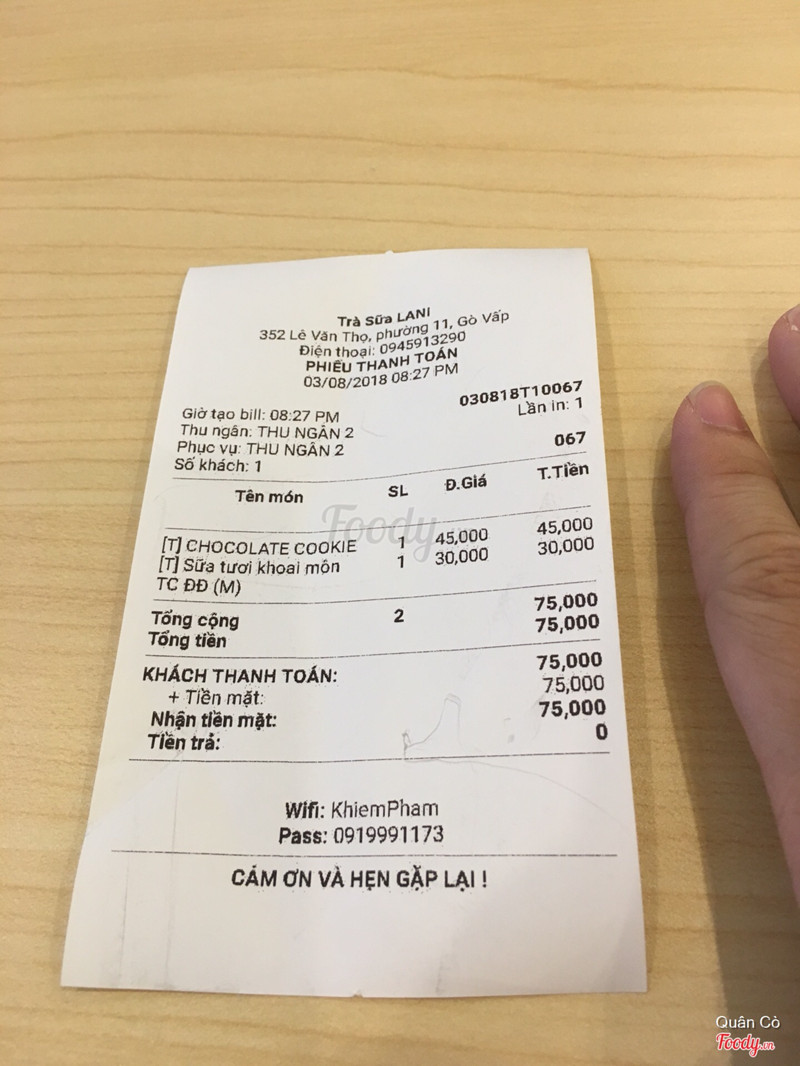 Trà Sữa LANI
352 Lê Văn Thọ, phường 11, Gò Vấp
Điện thoại: 0945913290
PHIẾU THANH TOÁN
03/08/2018 08:27 PM
030818T10067
Giờ tạo bill: 08:27 PM Lần in: 1
Thu ngân: THU NGÂN 2
Phục vụ: THU NGÂN 2 067
Số khách: 1
Tên món SL Đ.Giá T.Tiền
Foody.vn
[T] CHOCOLATE COOKIE 1 45,000 45,000
[T] Sữa tươi khoai môn 1 30,000 30,000
TC ĐĐ (M)
Tổng cộng 2 75,000
Tổng tiền 75,000
KHÁCH THANH TOÁN: 75,000
+ Tiền mặt: 75,000
Nhận tiền mặt: 75,000
Tiền trả: 0
Wifi: KhiemPham
Pass: 0919991173
CẢM ƠN VÀ HẸN GẶP LẠI !
Quân Cò
Foody.vn